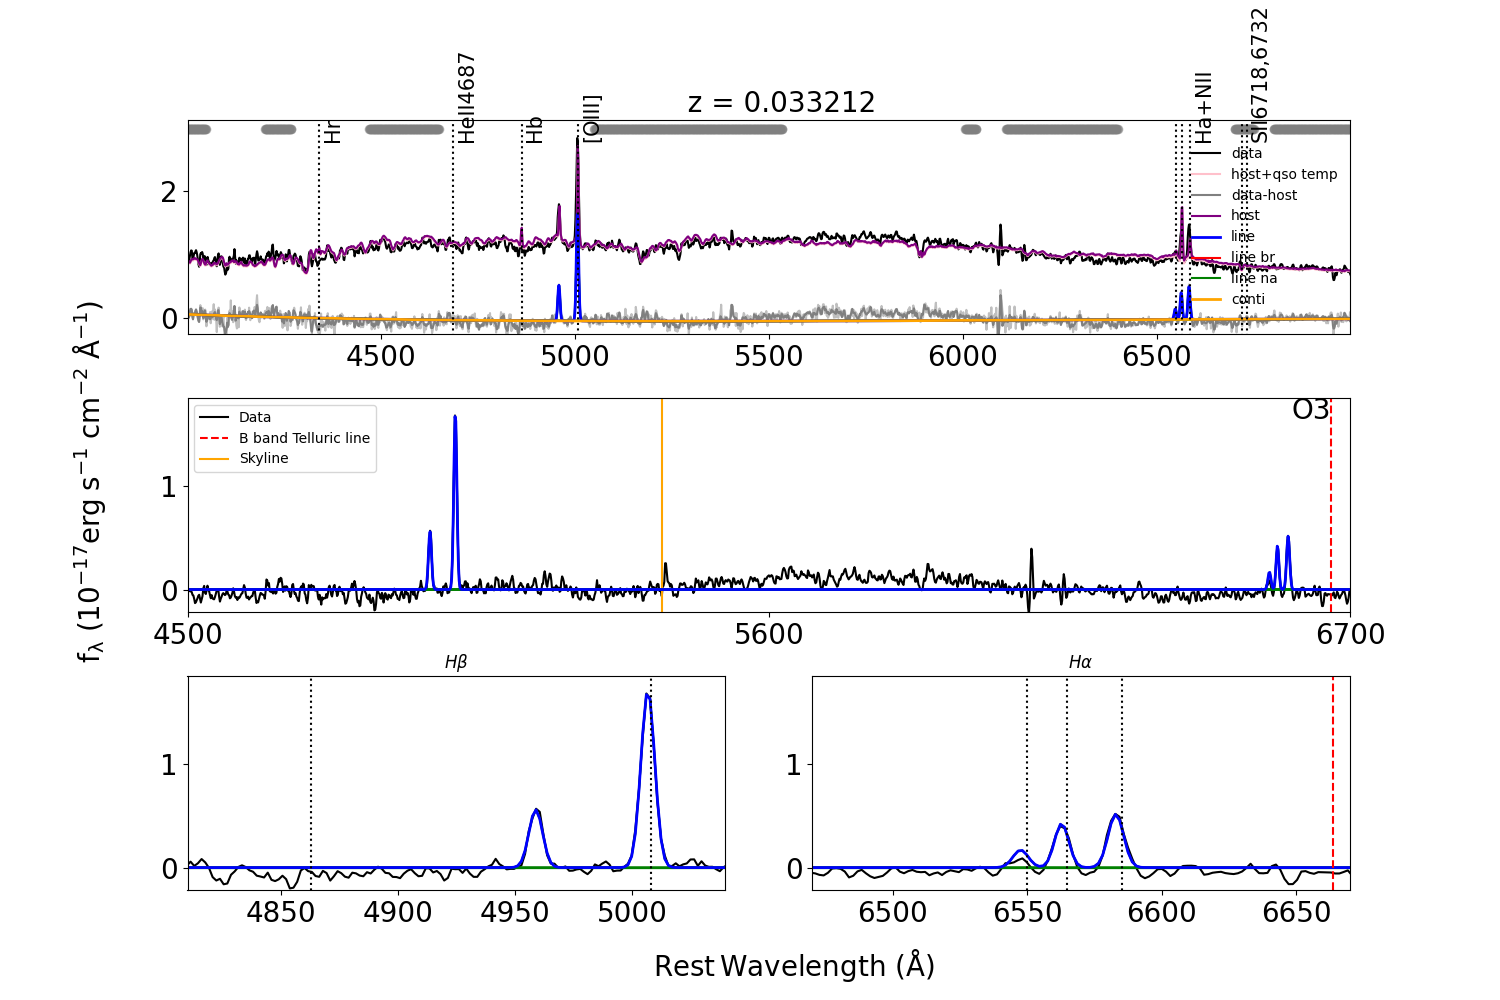 z = 0.033212
Hr
HeII4687
Hb
[OIII]
Ha+NII
SII6718,6732
data
host+qso temp
data-host
host
line
line br
line na
conti
2
0
4500 5000 5500 6000 6500
f_λ (10^−17 erg s^−1 cm^−2 Å^−1)
O3
Data
B band Telluric line
Skyline
1
0
4500 5600 6700
Hβ
1
0
4850 4900 4950 5000
Hα
1
0
6500 6550 6600 6650
Rest Wavelength (Å)